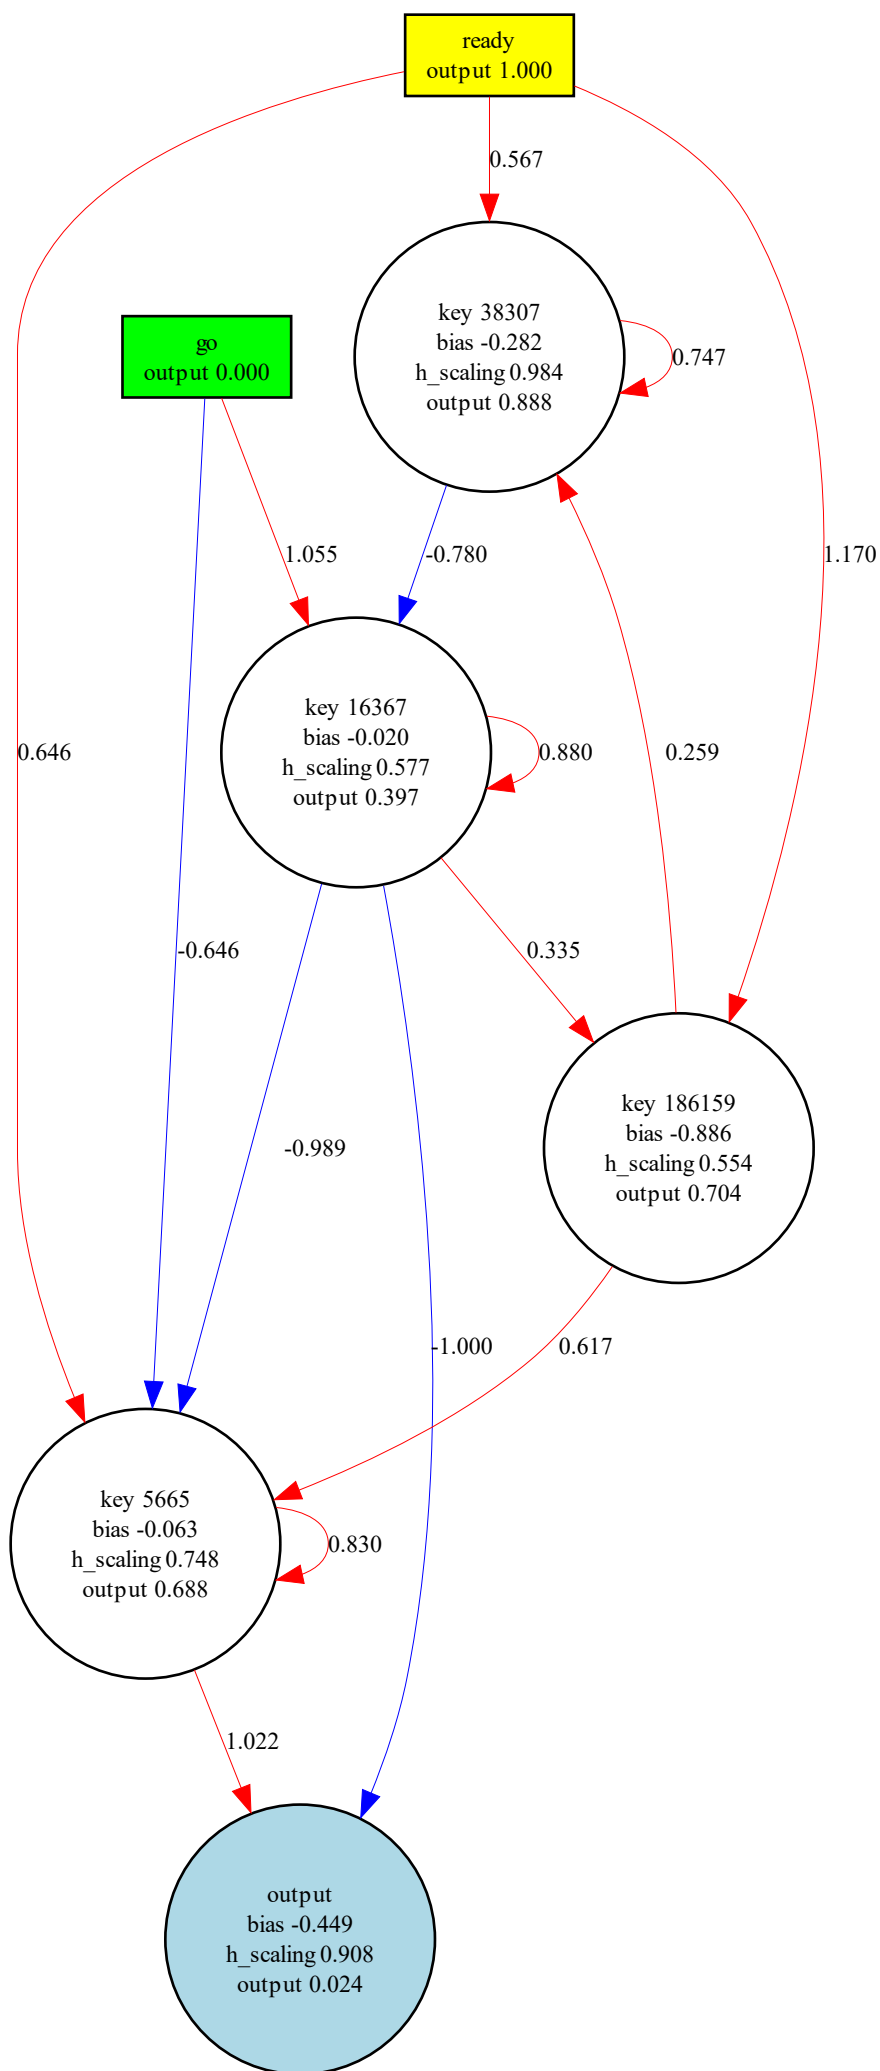 ready
output 1.000
0.567
go
output 0.000
key 38307
bias -0.282
h_scaling 0.984
output 0.888
0.747
1.055
-0.780
1.170
key 16367
bias -0.020
h_scaling 0.577
output 0.397
0.646
0.880
0.259
-0.646
0.335
key 186159
bias -0.886
h_scaling 0.554
output 0.704
-0.989
-1.000
0.617
key 5665
bias -0.063
h_scaling 0.748
output 0.688
0.830
1.022
output
bias -0.449
h_scaling 0.908
output 0.024